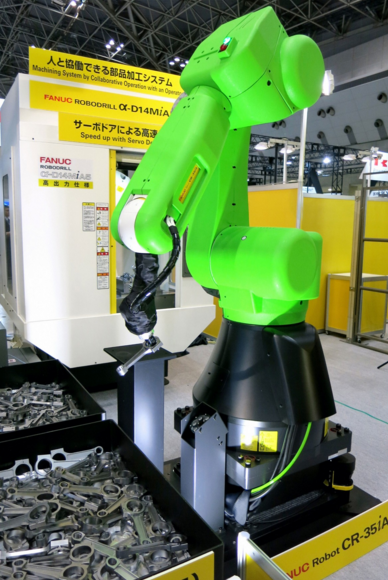 人と協働できる部品加工システム
Machining System by Collaborative Operation with an Operator
FANUC ROBODRILL α-D14MiA
サーボドアによる高速
Speed up with Servo Do
FANUC
ROBODRILL
α-D14MiA5
高出力仕様
FANUC Robot CR-35iA